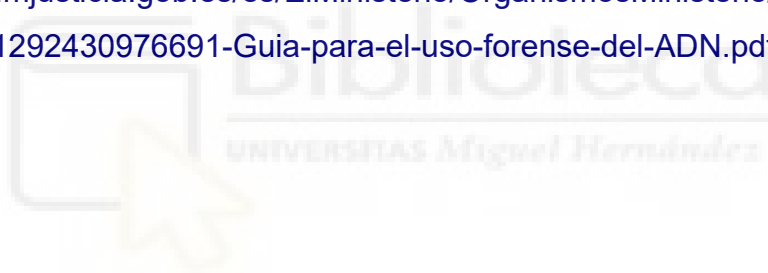 1292430976691-Guia-para-el-uso-forense-del-ADN.pdf
Biblioteca
UNIVERSITAS Miguel Hernández